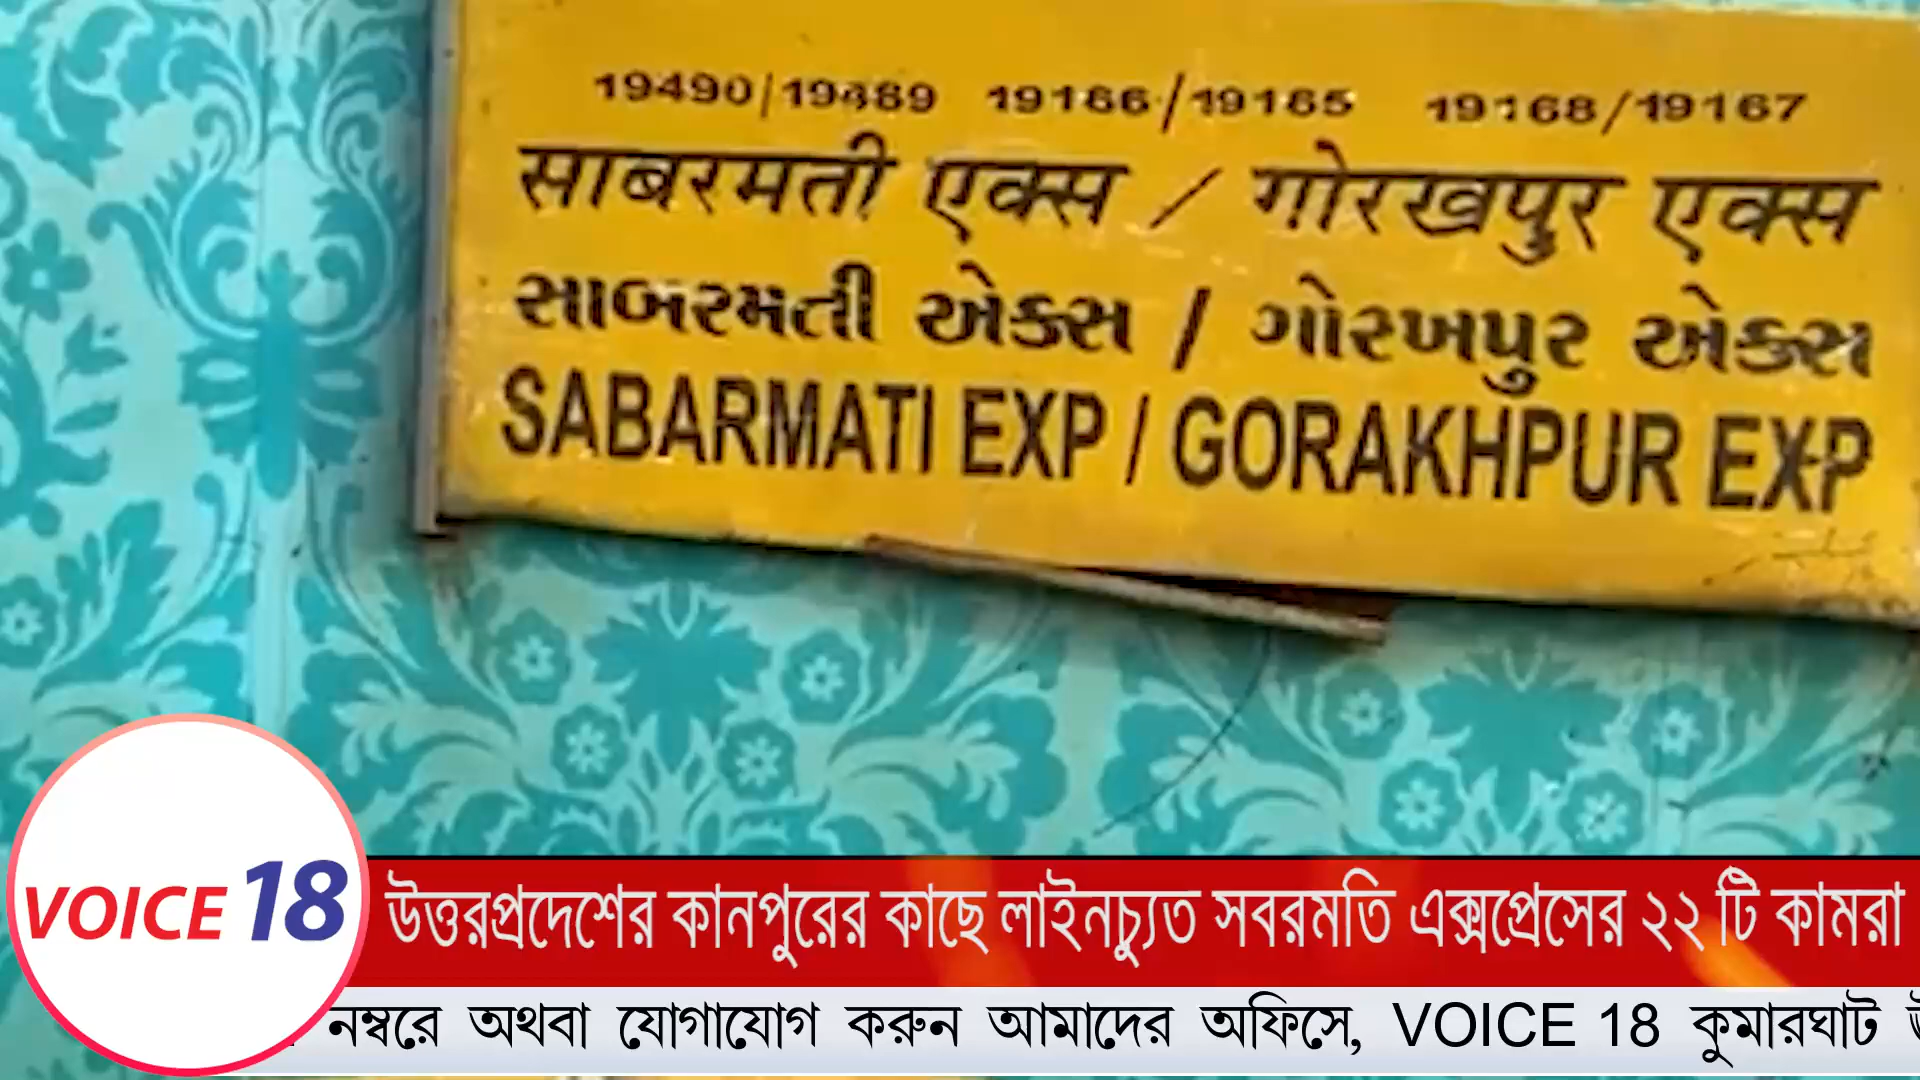 19490/19489 19166/19165 19168/19167
साबरमती एक्स / गोरखपुर एक्स
સાબરમતી એક્સ / ગોરખપુર એક્સ
SABARMATI EXP / GORAKHPUR EXP
VOICE 18
উত্তরপ্রদেশের কানপুরের কাছে লাইনচ্যুত সবরমতি এক্সপ্রেসের ২২ টি কামরা
নম্বরে অথবা যোগাযোগ করুন আমাদের অফিসে, VOICE 18 কুমারঘাট